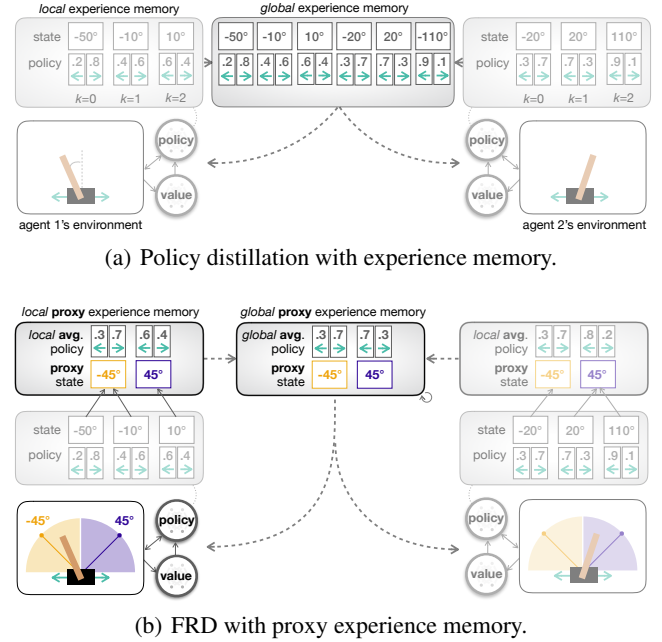 local experience memory
global experience memory
state -50° -10° 10°
policy .2 .8 .4 .6 .6 .4
k=0 k=1 k=2
-50° -10° 10° -20° 20° -110°
.2 .8 .4 .6 .6 .4 .3 .7 .7 .3 .9 .1
state -20° 20° 110°
policy .3 .7 .7 .3 .9 .1
k=0 k=1 k=2
policy
value
agent 1's environment
policy
value
agent 2's environment
(a) Policy distillation with experience memory.
local proxy experience memory
global proxy experience memory
local avg. policy .3 .7 .6 .4
proxy state -45° 45°
global avg. policy .3 .7 .7 .3
proxy state -45° 45°
local avg. policy .3 .7 .8 .2
proxy state -45° 45°
state -50° -10° 10°
policy .2 .8 .4 .6 .6 .4
state -20° 20° 110°
policy .3 .7 .7 .3 .9 .1
-45° 45°
policy
value
policy
value
(b) FRD with proxy experience memory.